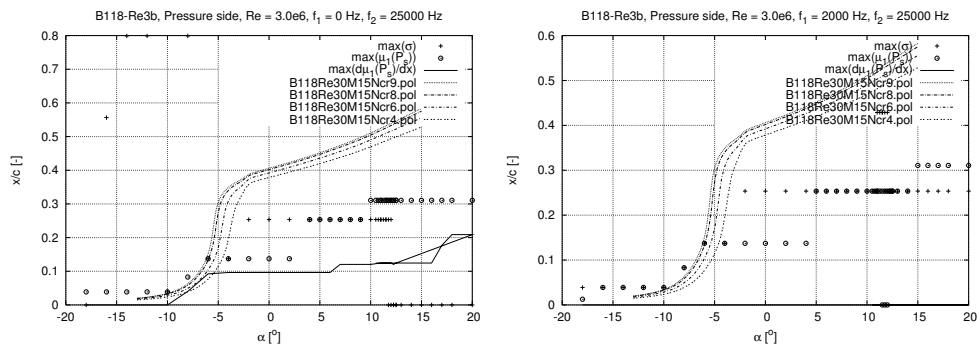 B118-Re3b, Pressure side, Re = 3.0e6, f1 = 0 Hz, f2 = 25000 Hz
max(σ)
max(μ1(Ps))
max(dμ1(Ps)/dx)
B118Re30M15Ncr9.pol
B118Re30M15Ncr8.pol
B118Re30M15Ncr6.pol
B118Re30M15Ncr4.pol
x/c [-]
0.8
0.7
0.6
0.5
0.4
0.3
0.2
0.1
0
-20 -15 -10 -5 0 5 10 15 20
α [o]
B118-Re3b, Pressure side, Re = 3.0e6, f1 = 2000 Hz, f2 = 25000 Hz
max(σ)
max(μ1(Ps))
max(dμ1(Ps)/dx)
B118Re30M15Ncr9.pol
B118Re30M15Ncr8.pol
B118Re30M15Ncr6.pol
B118Re30M15Ncr4.pol
x/c [-]
0.6
0.5
0.4
0.3
0.2
0.1
0
-20 -15 -10 -5 0 5 10 15 20
α [o]